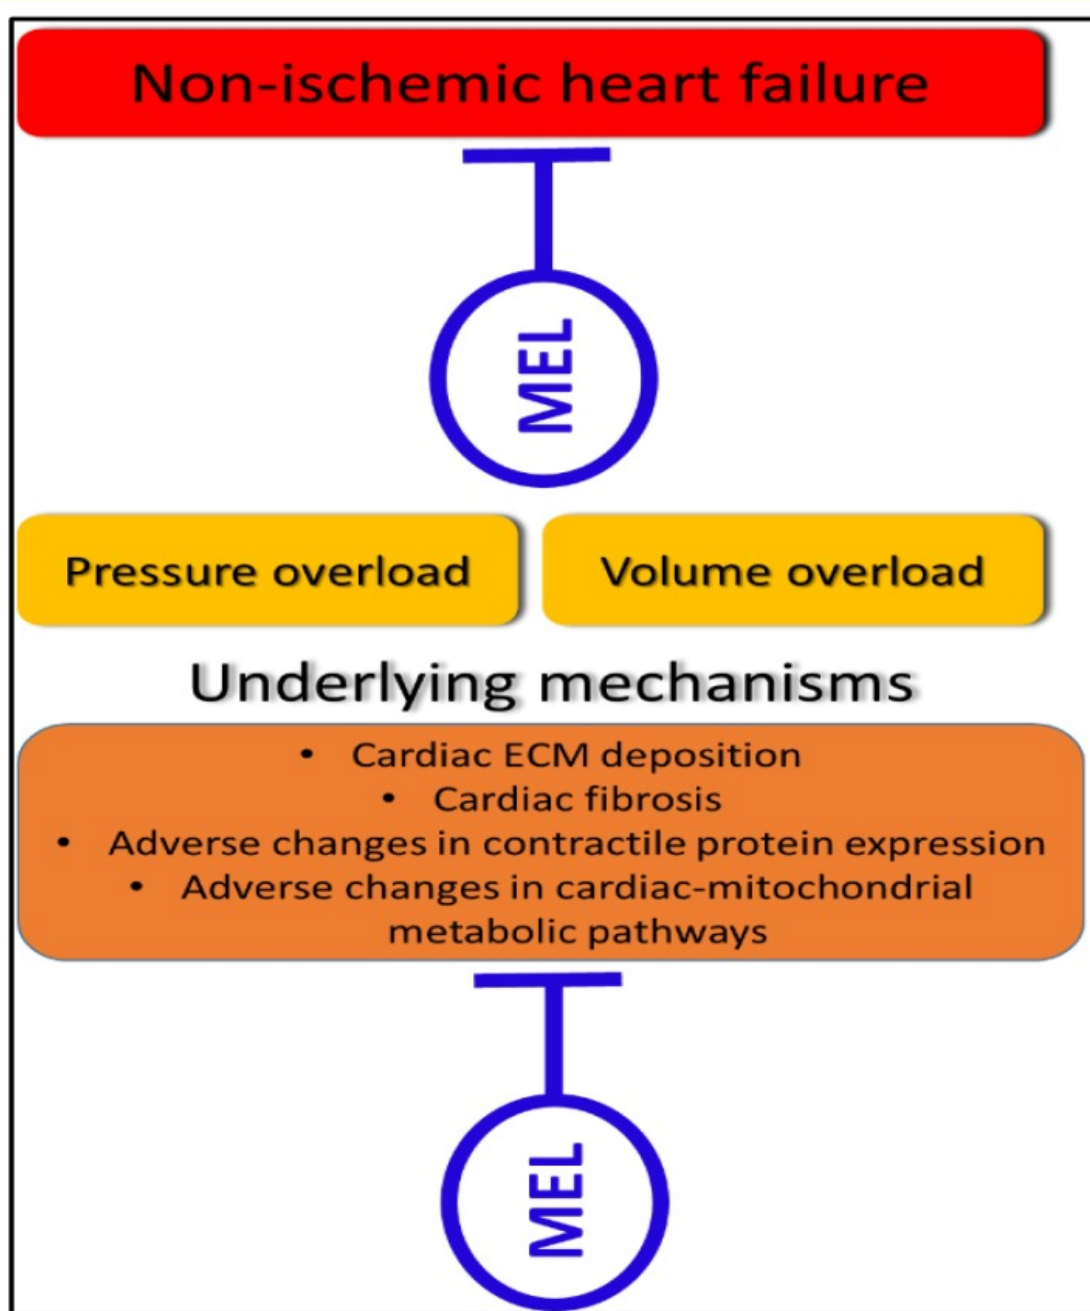 Non-ischemic heart failure
MEL
Pressure overload
Volume overload
Underlying mechanisms
• Cardiac ECM deposition
• Cardiac fibrosis
• Adverse changes in contractile protein expression
• Adverse changes in cardiac-mitochondrial
metabolic pathways
MEL